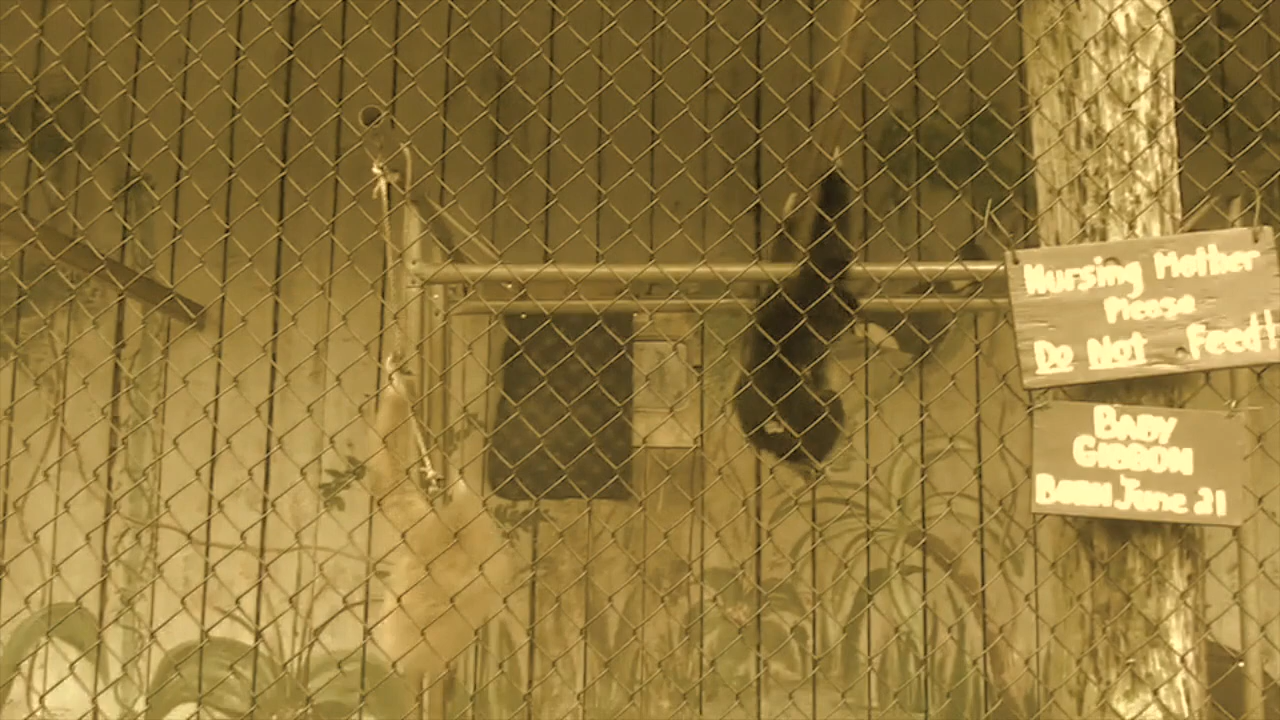 Nursing Mother
Please
Do Not Feed!
BABY
GIBBON
BORN June 21